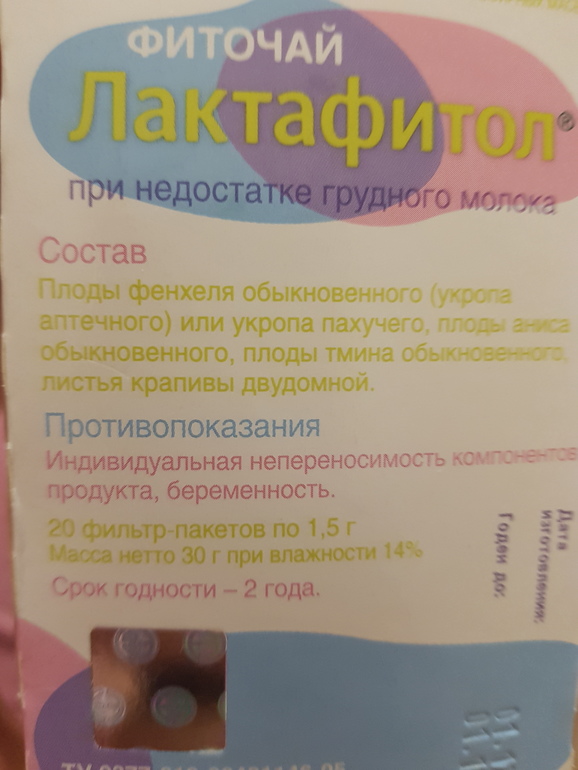 ФИТОЧАЙ
Лактафитол®
при недостатке грудного молока
Состав
Плоды фенхеля обыкновенного (укропа
аптечного) или укропа пахучего, плоды аниса
обыкновенного, плоды тмина обыкновенного,
листья крапивы двудомной.
Противопоказания
Индивидуальная непереносимость компонентов
продукта, беременность.
20 фильтр-пакетов по 1,5 г
Масса нетто 30 г при влажности 14%
Срок годности – 2 года.
Дата
изготовления:
Годен до: